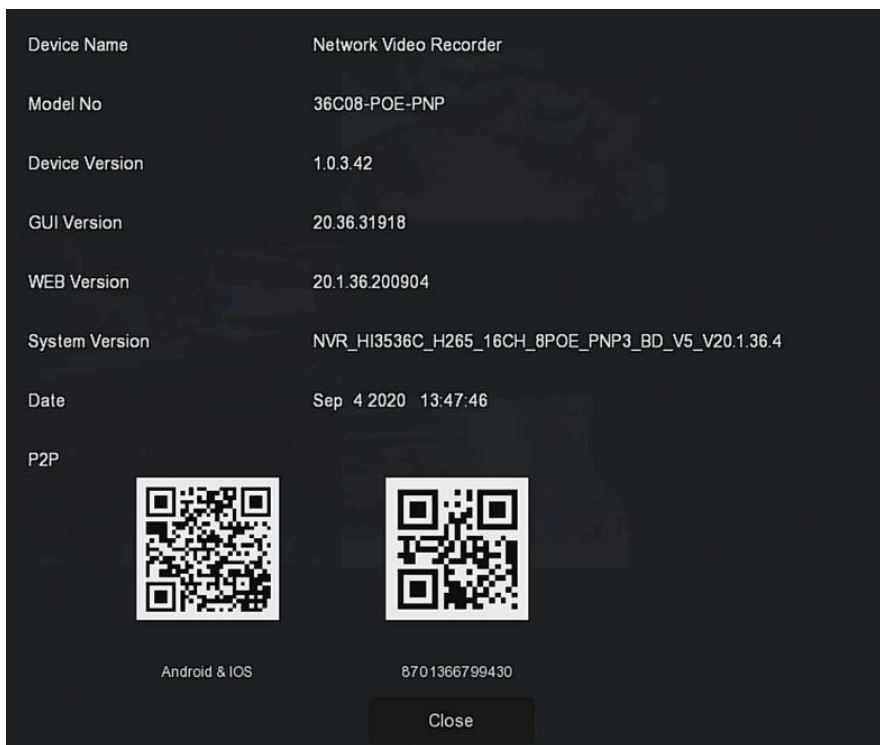 Device Name Network Video Recorder
Model No 36C08-POE-PNP
Device Version 1.0.3.42
GUI Version 20.36.31918
WEB Version 20.1.36.200904
System Version NVR_HI3536C_H265_16CH_8POE_PNP3_BD_V5_V20.1.36.4
Date Sep 4 2020 13:47:46
P2P
Android & IOS 8701366799430
Close